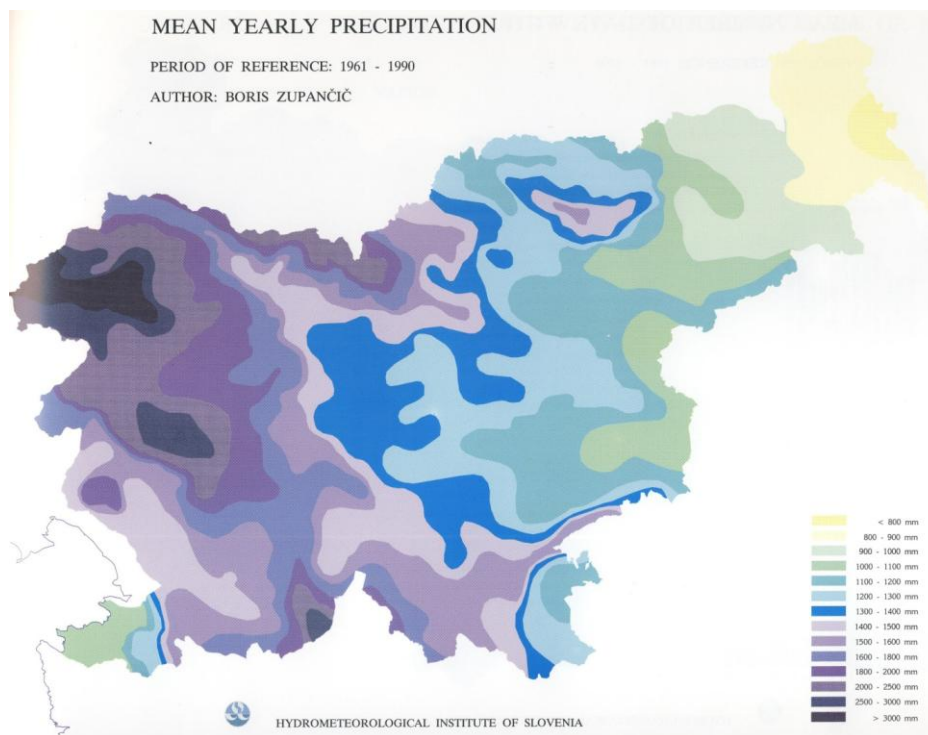 MEAN YEARLY PRECIPITATION
PERIOD OF REFERENCE: 1961 - 1990
AUTHOR: BORIS ZUPANČIČ
< 800 mm
800 - 900 mm
900 - 1000 mm
1000 - 1100 mm
1100 - 1200 mm
1200 - 1300 mm
1300 - 1400 mm
1400 - 1500 mm
1500 - 1600 mm
1600 - 1800 mm
1800 - 2000 mm
2000 - 2500 mm
2500 - 3000 mm
> 3000 mm
HYDROMETEOROLOGICAL INSTITUTE OF SLOVENIA